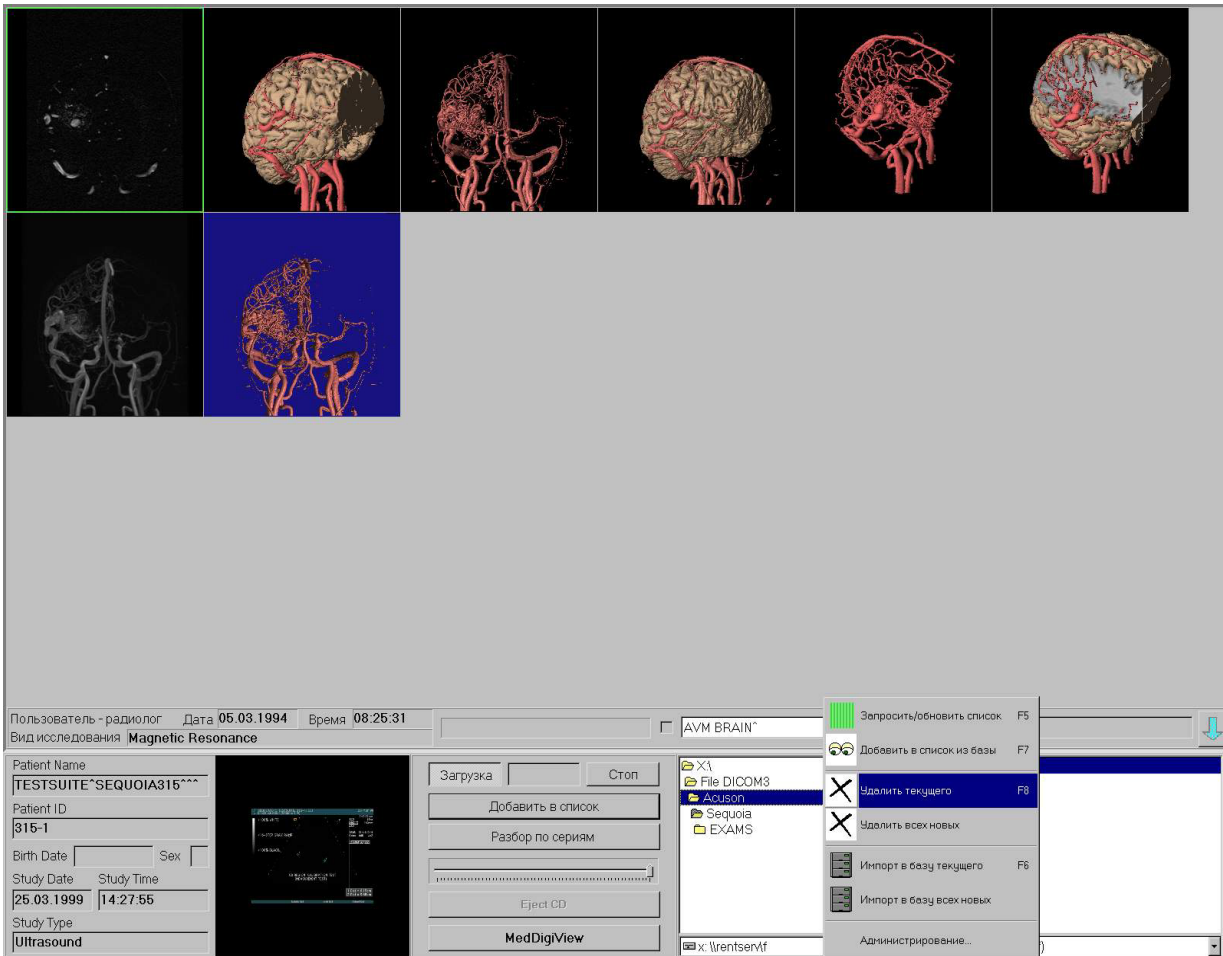 Пользователь - радиолог Дата 05.03.1994 Время 08:25:31
Вид исследования Magnetic Resonance
AVM BRAIN^
Patient Name
TESTSUITE^SEQUOIA315^^^
Patient ID
315-1
Birth Date Sex
Study Date Study Time
25.03.1999 14:27:55
Study Type
Ultrasound
Загрузка Стоп
Добавить в список
Разбор по сериям
Eject CD
MedDigiView
X:\
File DICOM3
Acuson
Sequoia
EXAMS
x: \\rentserv\f
Запросить/обновить список F5
Добавить в список из базы F7
Удалить текущего F8
Удалить всех новых
Импорт в базу текущего F6
Импорт в базу всех новых
Администрирование...